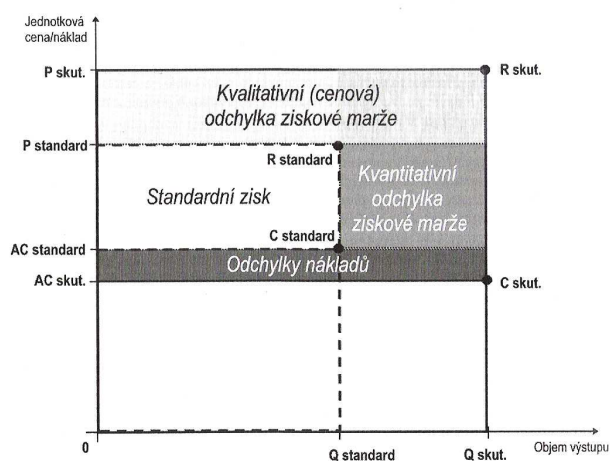 Jednotková
cena/náklad
P skut.
R skut.
Kvalitativní (cenová)
odchylka ziskové marže
P standard
R standard
Kvantitativní
odchylka
ziskové marže
Standardní zisk
C standard
AC standard
Odchylky nákladů
AC skut.
C skut.
0
Q standard
Q skut.
Objem výstupu